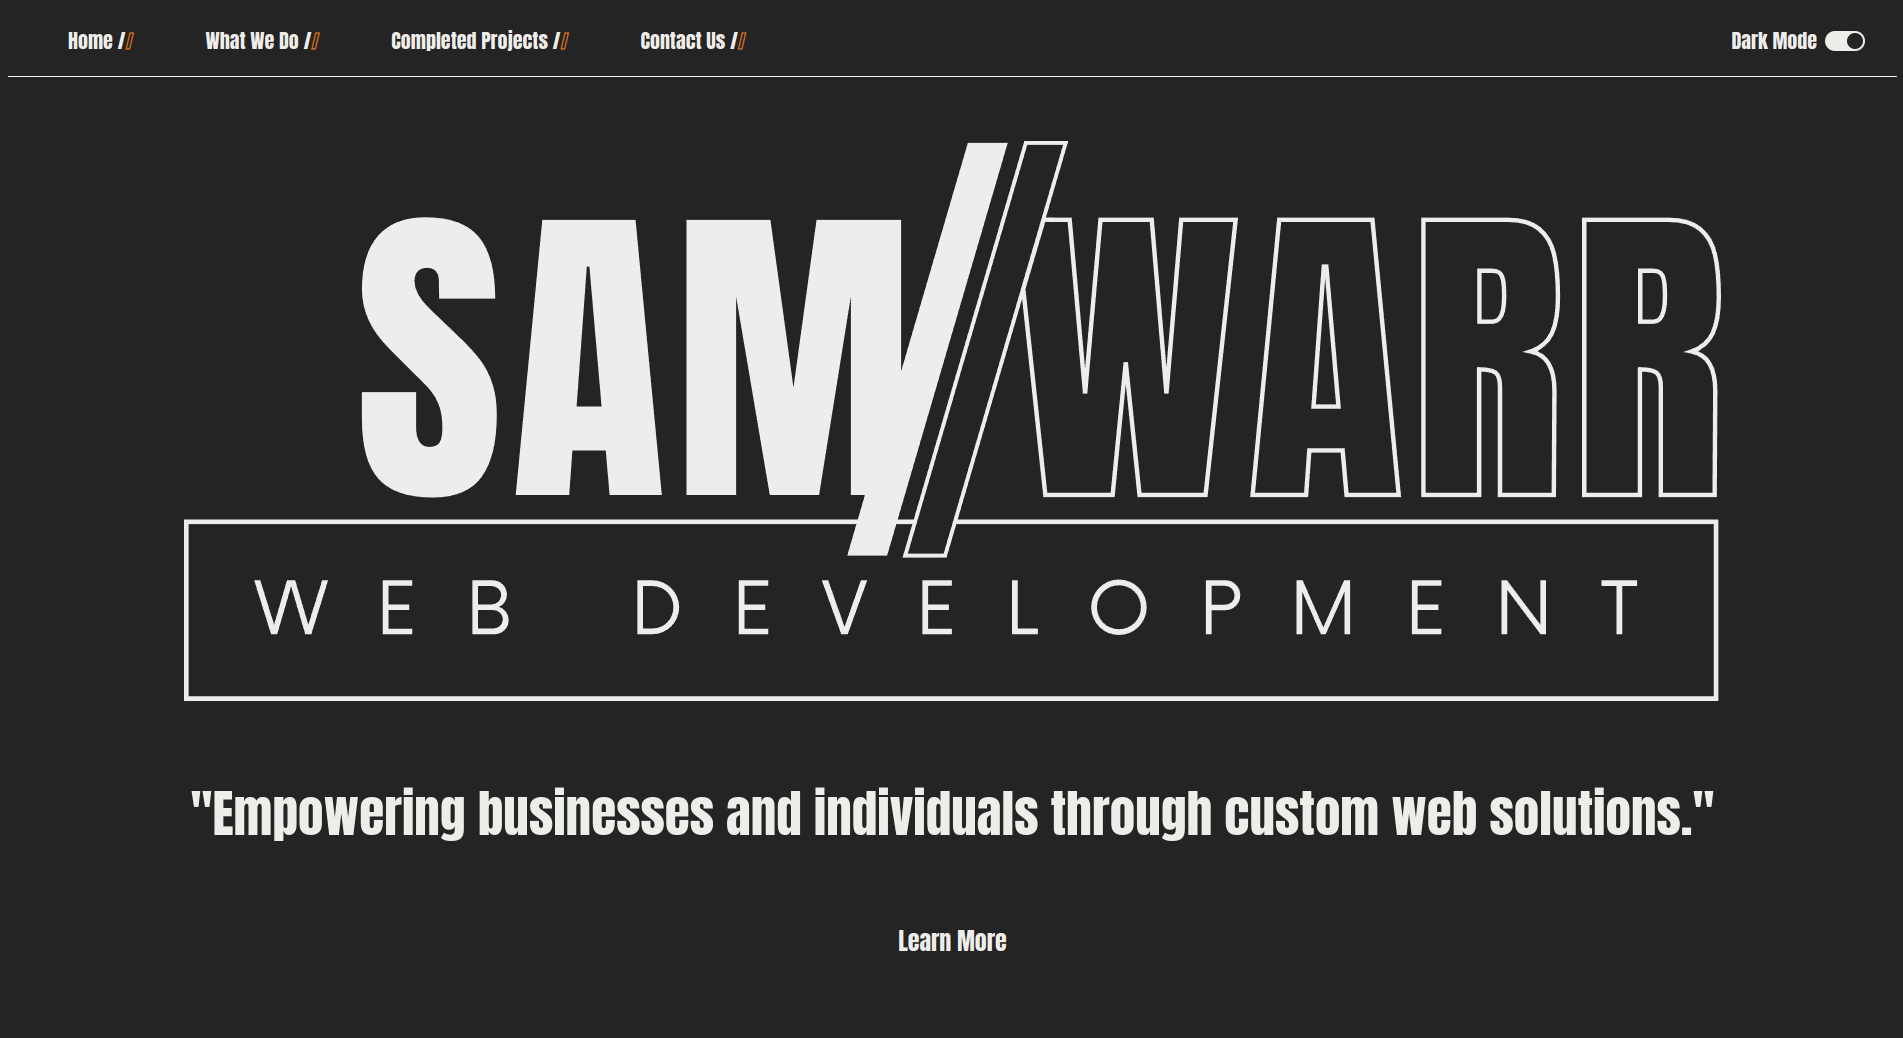 Home // What We Do // Completed Projects // Contact Us // Dark Mode
SAM//WARR
WEB DEVELOPMENT
"Empowering businesses and individuals through custom web solutions."
Learn More